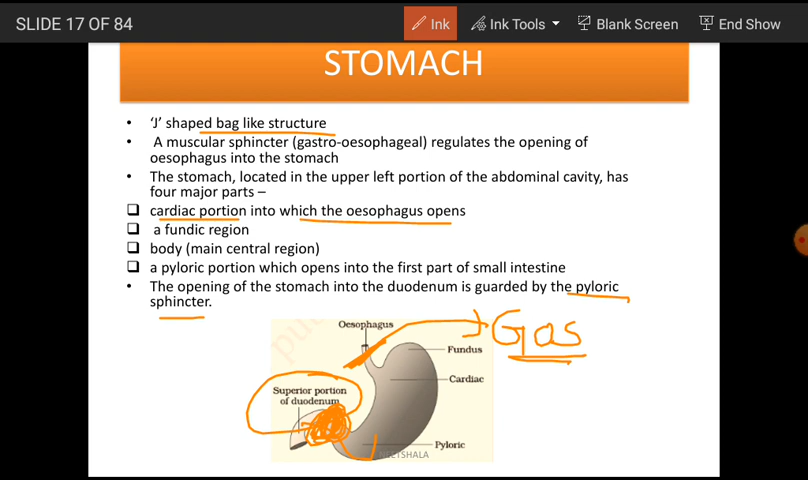 SLIDE 17 OF 84
Ink
Ink Tools
Blank Screen
End Show
STOMACH
• ‘J’ shaped bag like structure
• A muscular sphincter (gastro-oesophageal) regulates the opening of
oesophagus into the stomach
• The stomach, located in the upper left portion of the abdominal cavity, has
four major parts –
❑ cardiac portion into which the oesophagus opens
❑ a fundic region
❑ body (main central region)
❑ a pyloric portion which opens into the first part of small intestine
• The opening of the stomach into the duodenum is guarded by the pyloric
sphincter.
Oesophagus
Gas
Fundus
Cardiac
Superior portion
of duodenum
Pyloric